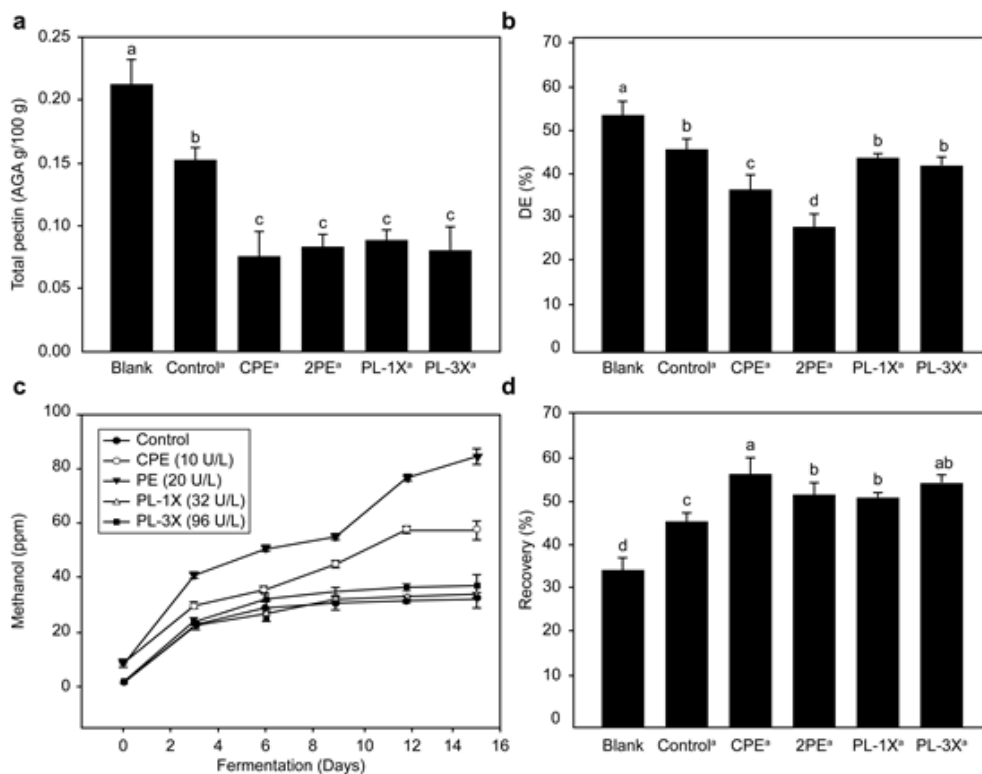 a
Total pectin (AGA g/100 g)
0.25
0.20
0.15
0.10
0.05
0.00
a
b
c
c
c
c
Blank
Controlᵃ
CPEᵃ
2PEᵃ
PL-1Xᵃ
PL-3Xᵃ
b
DE (%)
70
60
50
40
30
20
10
0
a
b
c
d
b
b
Blank
Controlᵃ
CPEᵃ
2PEᵃ
PL-1Xᵃ
PL-3Xᵃ
c
Methanol (ppm)
100
80
60
40
20
0
Control
CPE (10 U/L)
PE (20 U/L)
PL-1X (32 U/L)
PL-3X (96 U/L)
0 2 4 6 8 10 12 14 16
Fermentation (Days)
d
Recovery (%)
70
60
50
40
30
20
10
0
d
c
a
b
b
ab
Blank
Controlᵃ
CPEᵃ
2PEᵃ
PL-1Xᵃ
PL-3Xᵃ